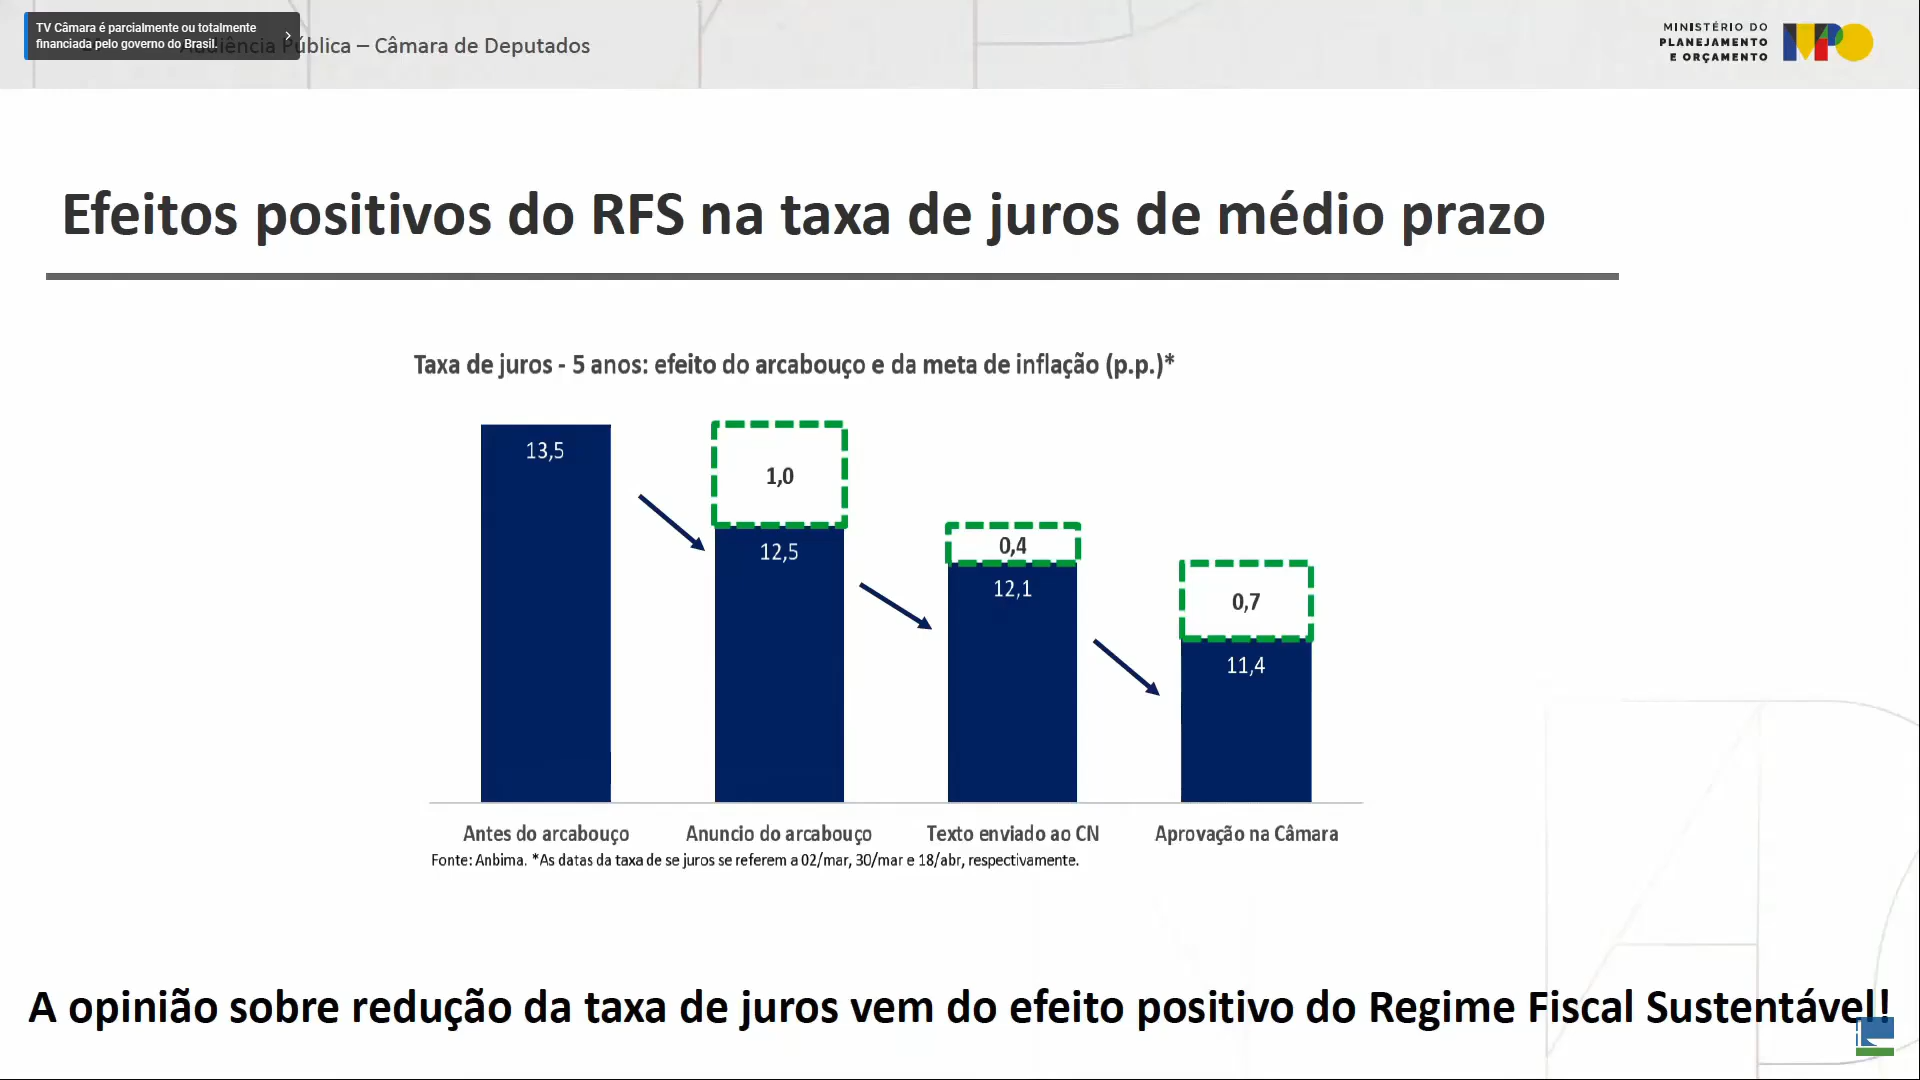 TV Câmara é parcialmente ou totalmente
financiada pelo governo do Brasil.
Audiência Pública – Câmara de Deputados
MINISTÉRIO DO
PLANEJAMENTO
E ORÇAMENTO
MPO
Efeitos positivos do RFS na taxa de juros de médio prazo
Taxa de juros - 5 anos: efeito do arcabouço e da meta de inflação (p.p.)*
13,5
1,0
12,5
0,4
12,1
0,7
11,4
Antes do arcabouço
Anuncio do arcabouço
Texto enviado ao CN
Aprovação na Câmara
Fonte: Anbima. *As datas da taxa de se juros se referem a 02/mar, 30/mar e 18/abr, respectivamente.
A opinião sobre redução da taxa de juros vem do efeito positivo do Regime Fiscal Sustentável!